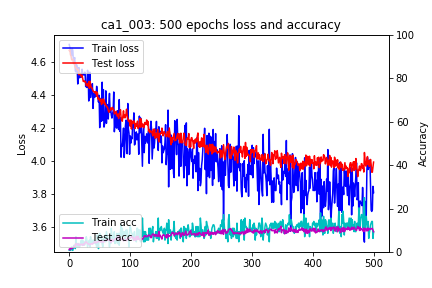 ca1_003: 500 epochs loss and accuracy
Train loss
Test loss
Train acc
Test acc
Loss
Accuracy
4.6
4.4
4.2
4.0
3.8
3.6
100
80
60
40
20
0
0 100 200 300 400 500